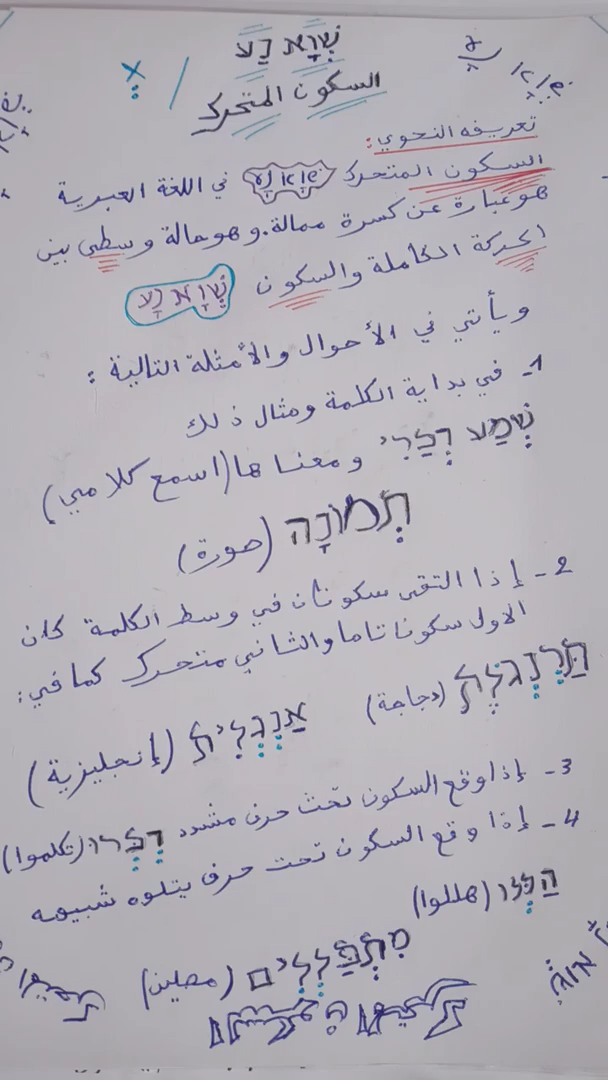 שְׁוָא נַע
السكون المتحرك
تعريفه النحوي:
السكون المتحرك שְׁוָא נָע في اللغة العبرية
هو عبارة عن كسرة ممالة. وهو حالة وسطى بين
الحركة الكاملة والسكون שְׁוָא נָע
ويأتي في الأحوال والأمثلة التالية :
1- في بداية الكلمة ومثال ذلك
שְׁמַע דְבָרִי ومعناها (اسمع كلامي)
תְמוּנָה (صورة)
2- إذا التقى سكونان في وسط الكلمة كان
الاول سكونا تاما والثاني متحرك كما في:
תַרְנְגֹלֶת (دجاجة) אַנְגְלִית (إنجليزية)
3- إذا وقع السكون تحت حرف مشدد דַבְּרוּ (تكلموا)
4- إذا وقع السكون تحت حرف يتلوه شبيهه
הַלְלוּ (هللوا)
מִתְפַּלְלִים (مصلين)